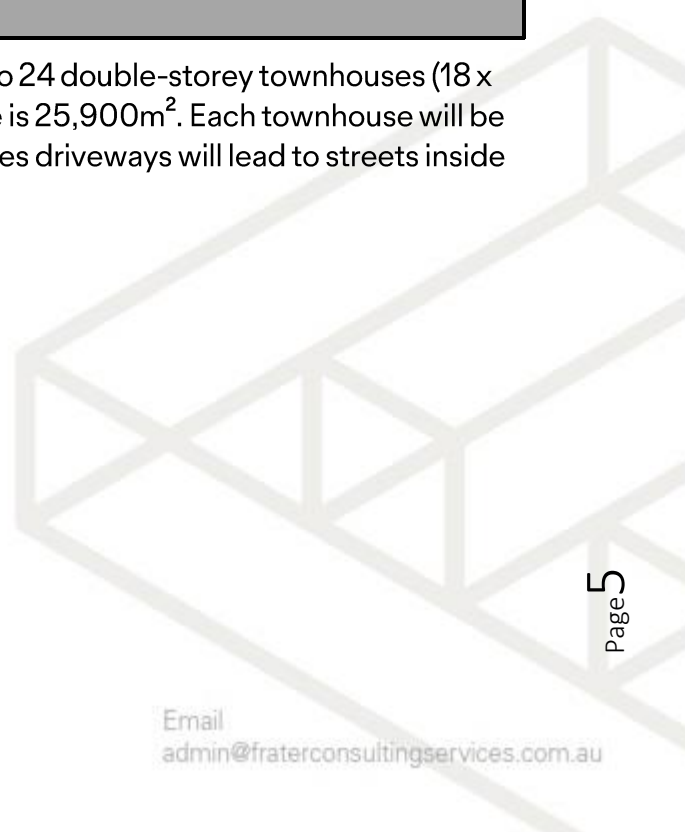 o 24 double-storey townhouses (18 x
e is 25,900m². Each townhouse will be
es driveways will lead to streets inside
Page 5
Email
admin@fraterconsultingservices.com.au